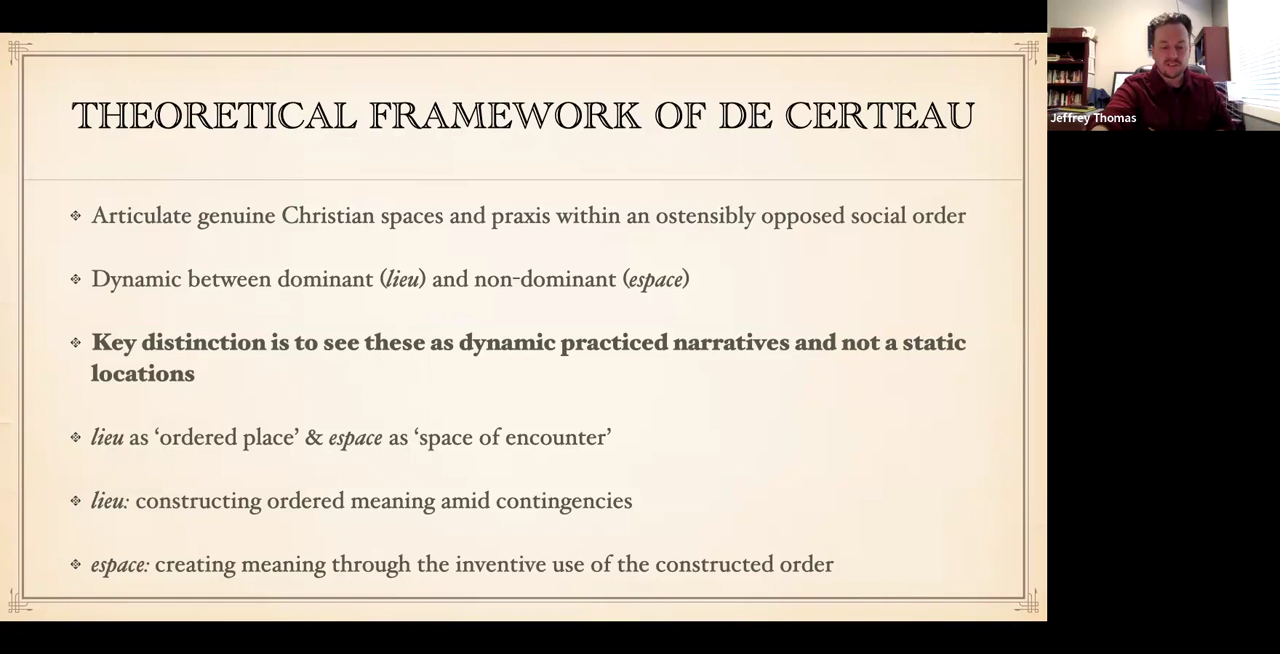 THEORETICAL FRAMEWORK OF DE CERTEAU
Articulate genuine Christian spaces and praxis within an ostensibly opposed social order
Dynamic between dominant (lieu) and non-dominant (espace)
Key distinction is to see these as dynamic practiced narratives and not a static
locations
lieu as ‘ordered place’ & espace as ‘space of encounter’
lieu: constructing ordered meaning amid contingencies
espace: creating meaning through the inventive use of the constructed order
Jeffrey Thomas